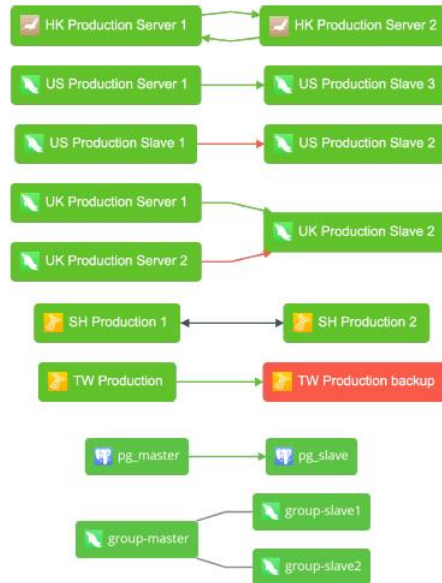 HK Production Server 1
HK Production Server 2
US Production Server 1
US Production Slave 3
US Production Slave 1
US Production Slave 2
UK Production Server 1
UK Production Slave 2
UK Production Server 2
SH Production 1
SH Production 2
TW Production
TW Production backup
pg_master
pg_slave
group-slave1
group-master
group-slave2